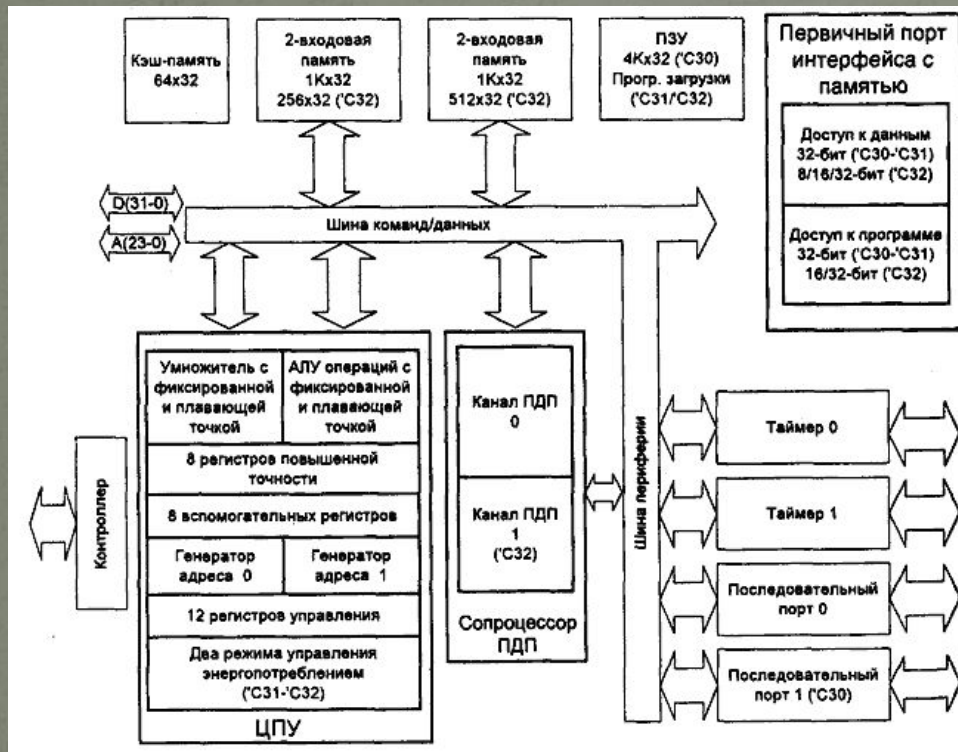 Кэш-память
64x32
2-входовая
память
1Кx32
256x32 ('C32)
2-входовая
память
1Кx32
512x32 ('C32)
ПЗУ
4Кx32 ('C30)
Прогр. загрузки
('C31/'C32)
Первичный порт
интерфейса с
памятью
Доступ к данным
32-бит ('C30-'C31)
8/16/32-бит ('C32)
Доступ к программе
32-бит ('C30-'C31)
16/32-бит ('C32)
D(31-0)
A(23-0)
Шина команд/данных
Контроллер
Умножитель с
фиксированной
и плавающей
точкой
АЛУ операций с
фиксированной
и плавающей
точкой
8 регистров повышенной
точности
8 вспомогательных регистров
Генератор
адреса 0
Генератор
адреса 1
12 регистров управления
Два режима управления
энергопотреблением
('C31-'C32)
ЦПУ
Канал ПДП
0
Канал ПДП
1
('C32)
Сопроцессор
ПДП
Шина периферии
Таймер 0
Таймер 1
Последовательный
порт 0
Последовательный
порт 1 ('C30)